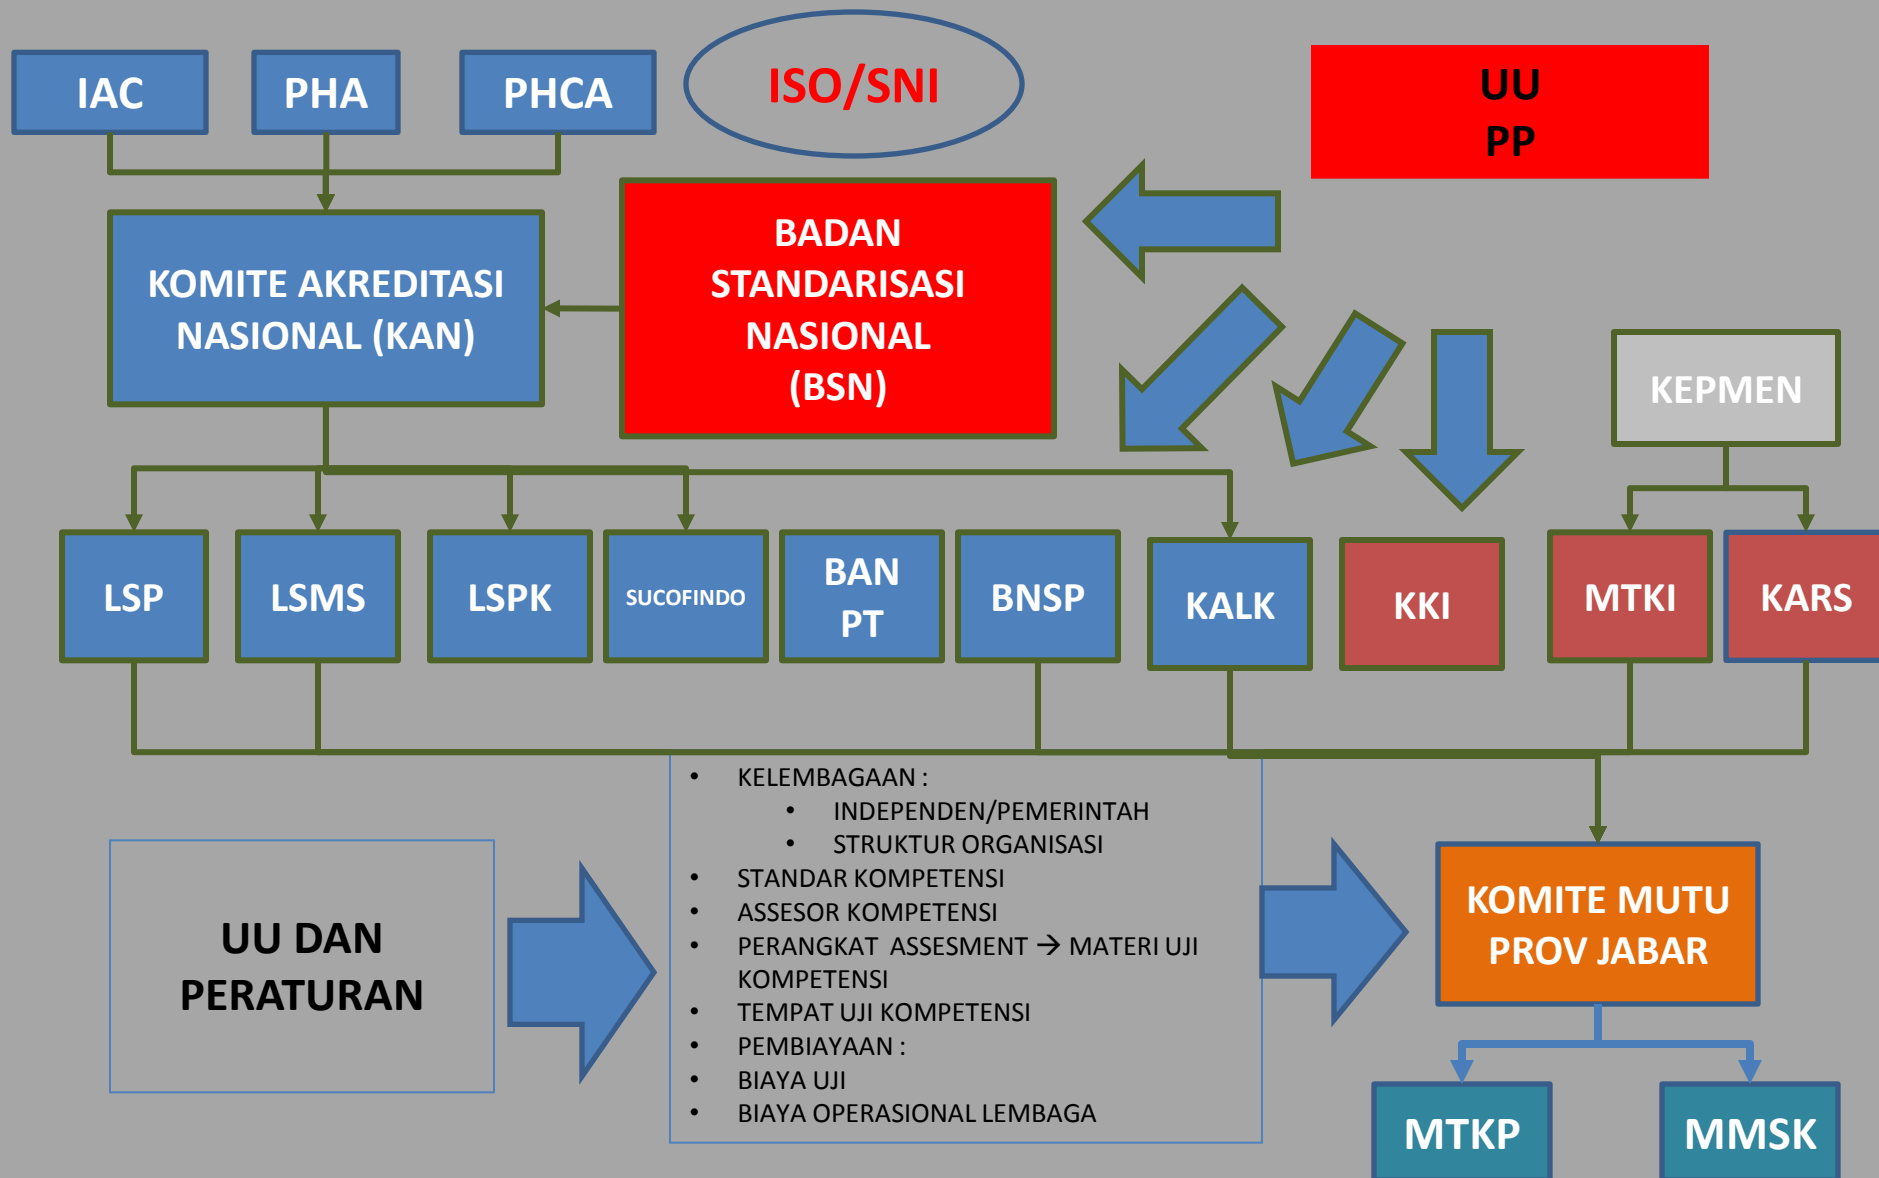 IAC
PHA
PHCA
ISO/SNI
UU
PP
KOMITE AKREDITASI
NASIONAL (KAN)
BADAN
STANDARISASI
NASIONAL
(BSN)
KEPMEN
LSP
LSMS
LSPK
SUCOFINDO
BAN
PT
BNSP
KALK
KKI
MTKI
KARS
UU DAN
PERATURAN
• KELEMBAGAAN :
• INDEPENDEN/PEMERINTAH
• STRUKTUR ORGANISASI
• STANDAR KOMPETENSI
• ASSESOR KOMPETENSI
• PERANGKAT ASSESMENT → MATERI UJI
KOMPETENSI
• TEMPAT UJI KOMPETENSI
• PEMBIAYAAN :
• BIAYA UJI
• BIAYA OPERASIONAL LEMBAGA
KOMITE MUTU
PROV JABAR
MTKP
MMSK